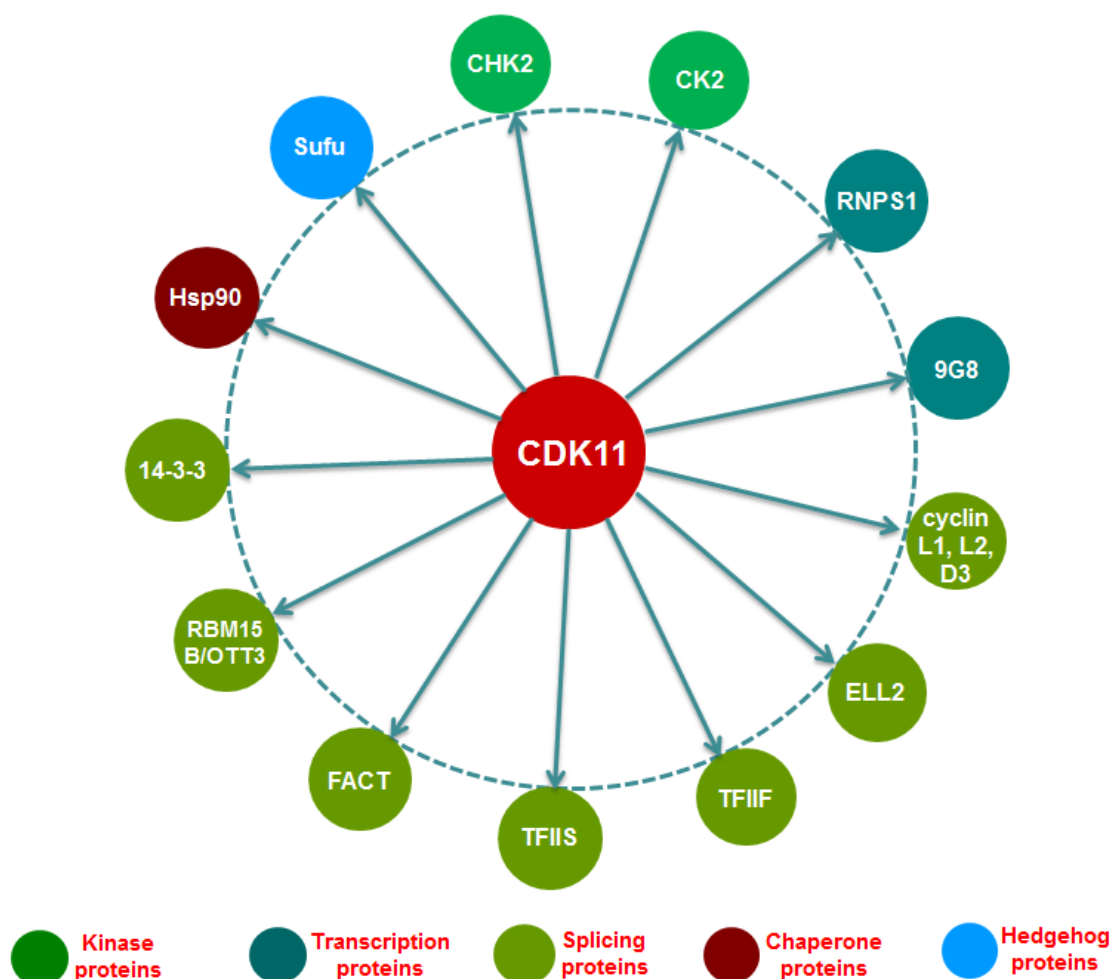 CHK2
CK2
Sufu
RNPS1
Hsp90
9G8
CDK11
14-3-3
cyclin
L1, L2,
D3
RBM15
B/OTT3
ELL2
FACT
TFIIF
TFIIS
Kinase
proteins
Transcription
proteins
Splicing
proteins
Chaperone
proteins
Hedgehog
proteins